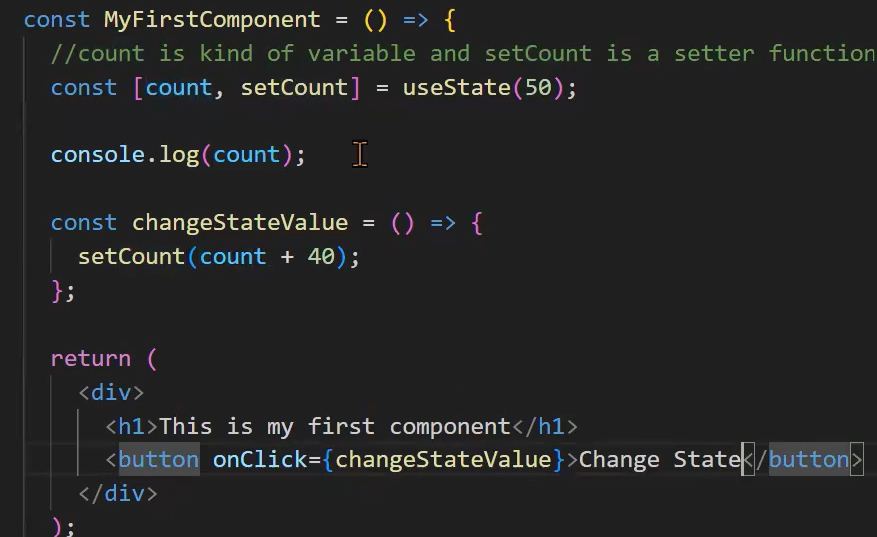 const MyFirstComponent = () => {
//count is kind of variable and setCount is a setter function
const [count, setCount] = useState(50);
console.log(count);
const changeStateValue = () => {
setCount(count + 40);
};
return (
<div>
<h1>This is my first component</h1>
<button onClick={changeStateValue}>Change State</button>
</div>
);